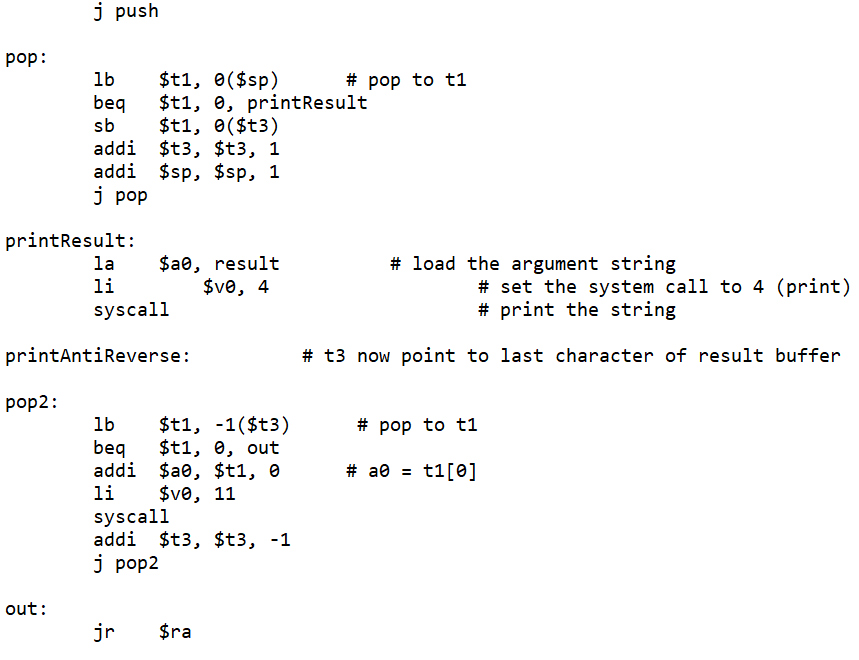 j push
pop:
        lb    $t1, 0($sp)      # pop to t1
        beq   $t1, 0, printResult
        sb    $t1, 0($t3)
        addi  $t3, $t3, 1
        addi  $sp, $sp, 1
        j pop
printResult:
        la    $a0, result          # load the argument string
        li        $v0, 4                   # set the system call to 4 (print)
        syscall                            # print the string
printAntiReverse:          # t3 now point to last character of result buffer
pop2:
        lb    $t1, -1($t3)      # pop to t1
        beq   $t1, 0, out
        addi  $a0, $t1, 0      # a0 = t1[0]
        li    $v0, 11
        syscall
        addi  $t3, $t3, -1
        j pop2
out:
        jr    $ra